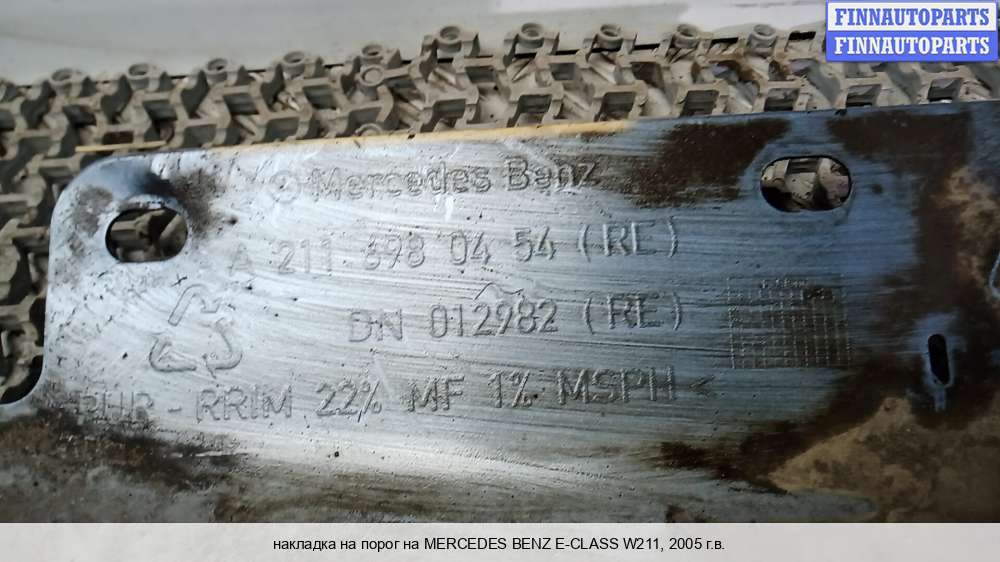 FINNAUTOPARTS
FINNAUTOPARTS
Mercedes Benz
A 211 698 04 54 (RE)
DN 012982 (RE)
PHR - RRIM 22% MF 1% MSPH <
накладка на порог на MERCEDES BENZ E-CLASS W211, 2005 г.в.